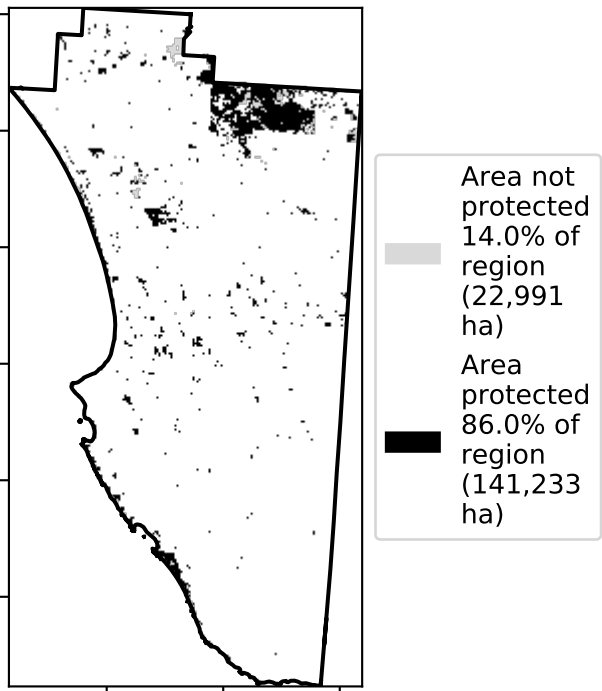 Area not
protected
14.0% of
region
(22,991
ha)
Area
protected
86.0% of
region
(141,233
ha)